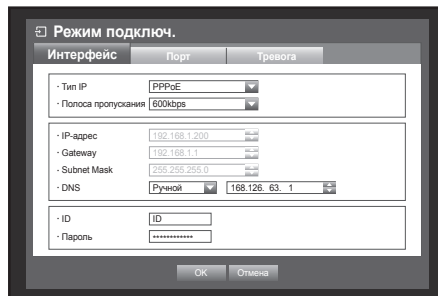 Режим подключ.
Интерфейс Порт Тревога
· Тип IP PPPoE
· Полоса пропускания 600kbps
· IP-адрес 192.168.1.200
· Gateway 192.168.1.1
· Subnet Mask 255.255.255.0
· DNS Ручной 168.126. 63. 1
· ID ID
· Пароль ************
OK Отмена